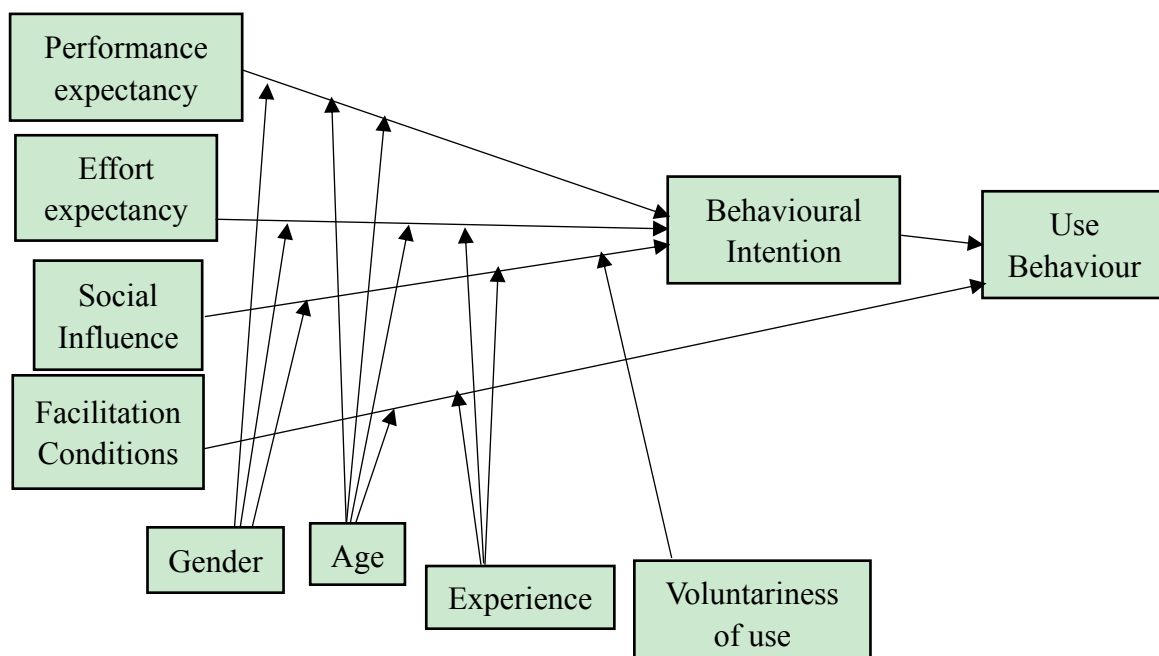 Performance
expectancy
Effort
expectancy
Social
Influence
Facilitation
Conditions
Behavioural
Intention
Use
Behaviour
Gender
Age
Experience
Voluntariness
of use